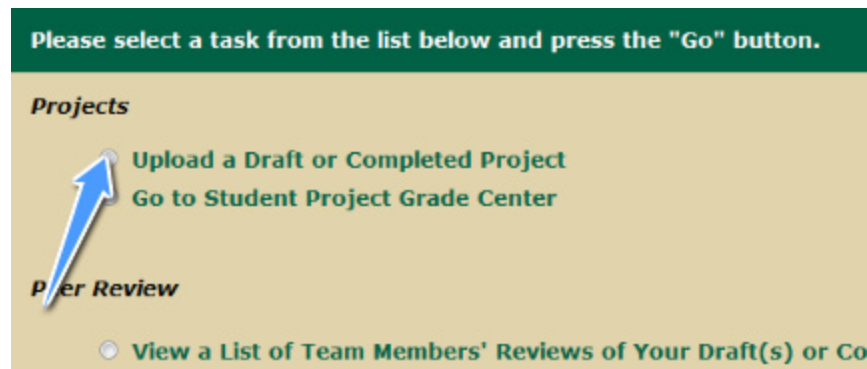 Please select a task from the list below and press the "Go" button.
Projects
Upload a Draft or Completed Project
Go to Student Project Grade Center
Peer Review
View a List of Team Members' Reviews of Your Draft(s) or Co